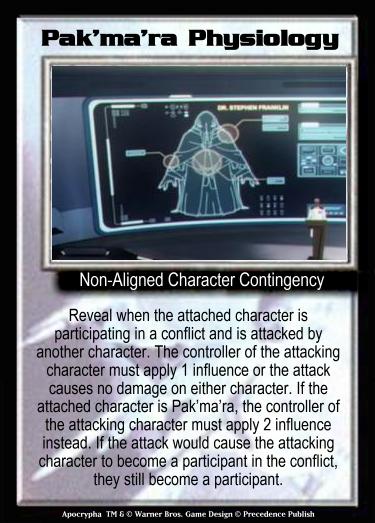 Pak'ma'ra Physiology
DR. STEPHEN FRANKLIN
Non-Aligned Character Contingency
Reveal when the attached character is
participating in a conflict and is attacked by
another character. The controller of the attacking
character must apply 1 influence or the attack
causes no damage on either character. If the
attached character is Pak'ma'ra, the controller of
the attacking character must apply 2 influence
instead. If the attack would cause the attacking
character to become a participant in the conflict,
they still become a participant.
Apocrypha TM & © Warner Bros. Game Design © Precedence Publish